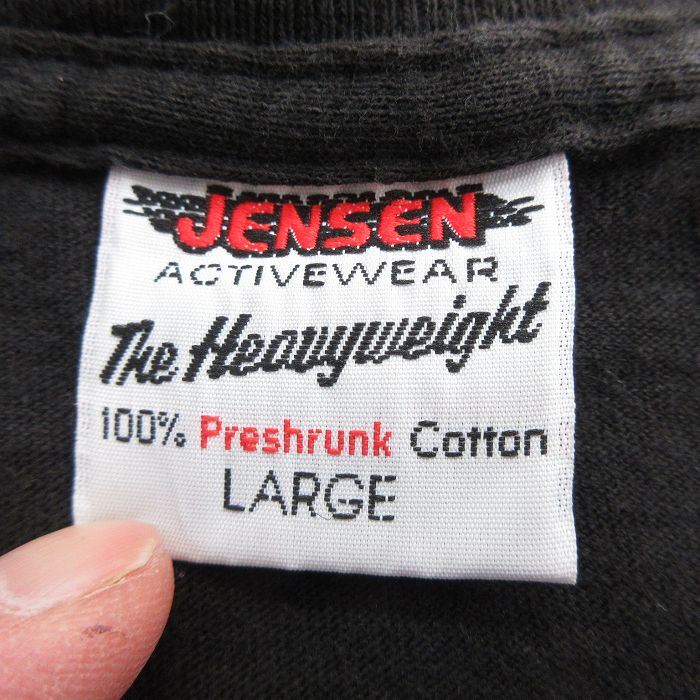 JENSEN
ACTIVEWEAR
The Heavyweight
100% Preshrunk Cotton
LARGE